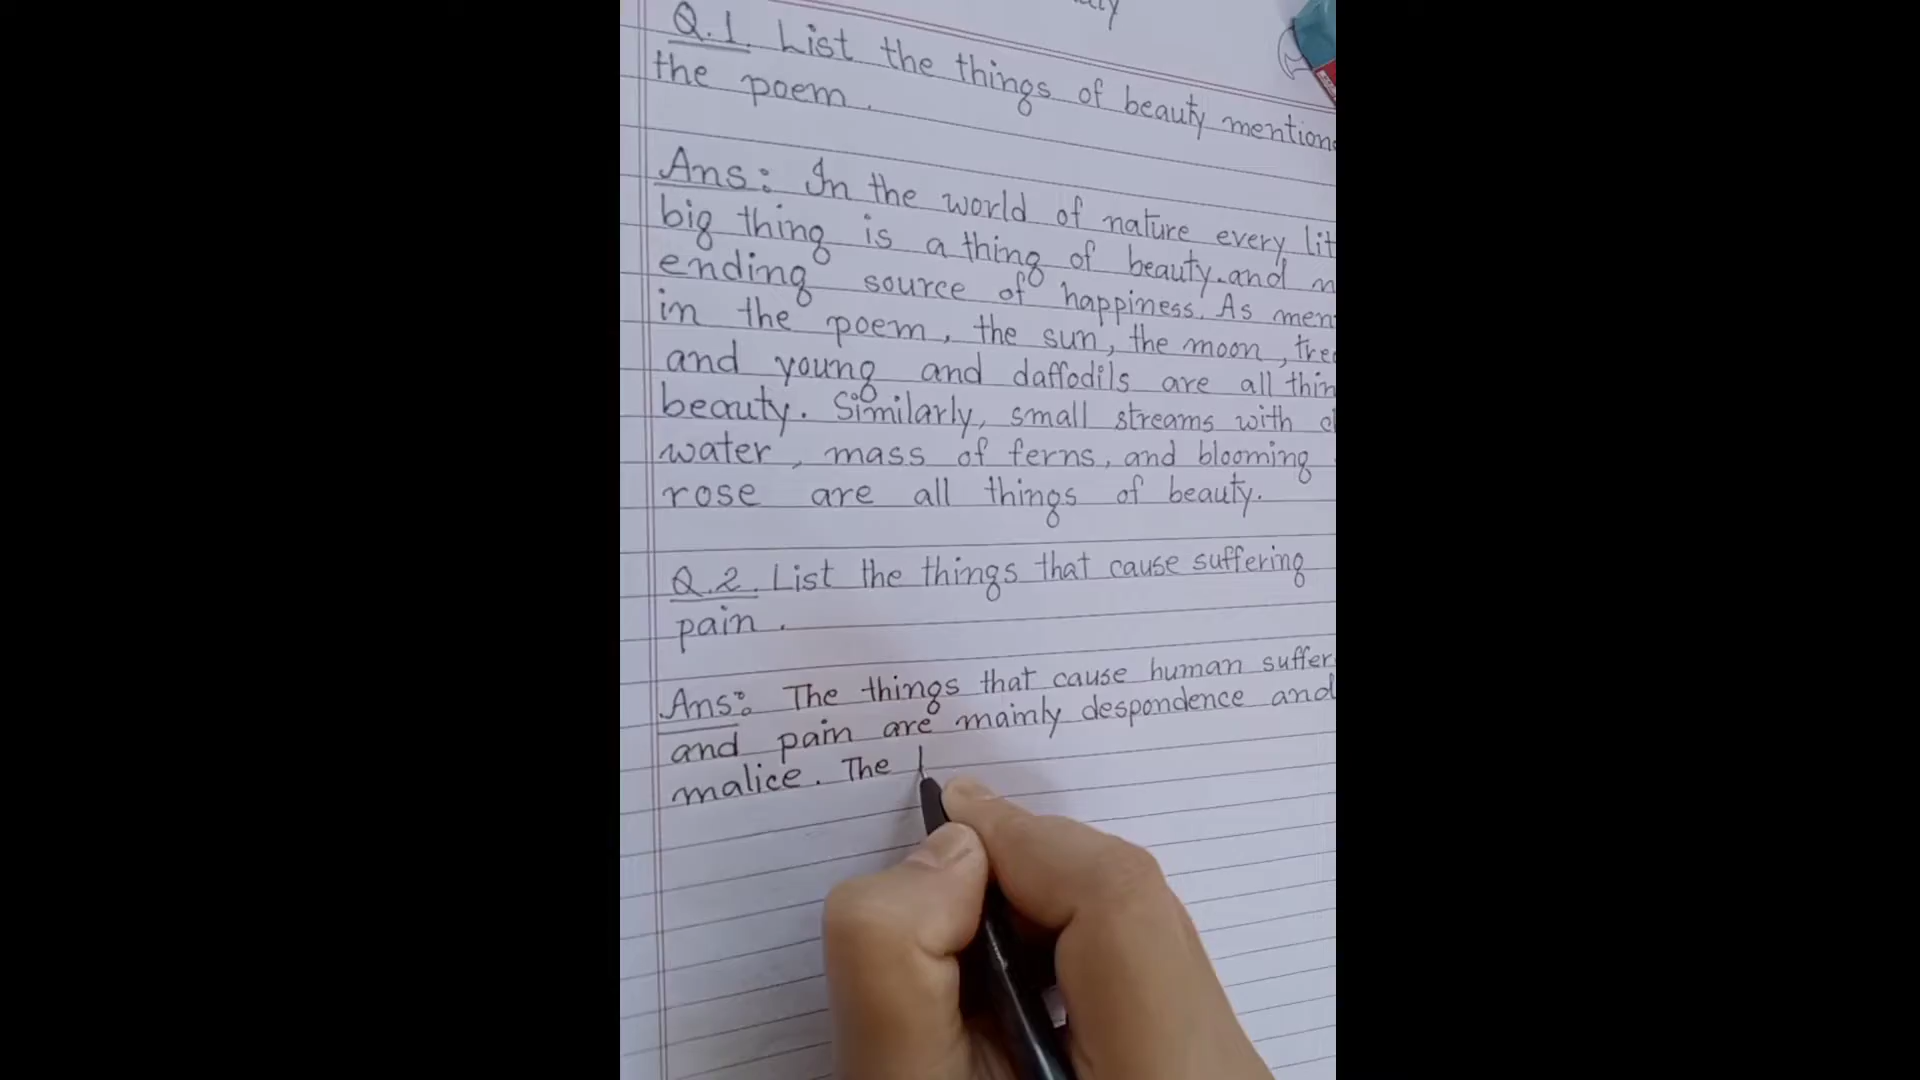 Q.1. List the things of beauty mention
the poem.
Ans: In the world of nature every lit
big thing is a thing of beauty and n
ending source of happiness. As men
in the poem, the sun, the moon, tre
and young and daffodils are all thin
beauty. Similarly, small streams with cl
water, mass of ferns, and blooming
rose are all things of beauty.
Q.2. List the things that cause suffering
pain.
Ans: The things that cause human suffer
and pain are mainly despondence and
malice. The